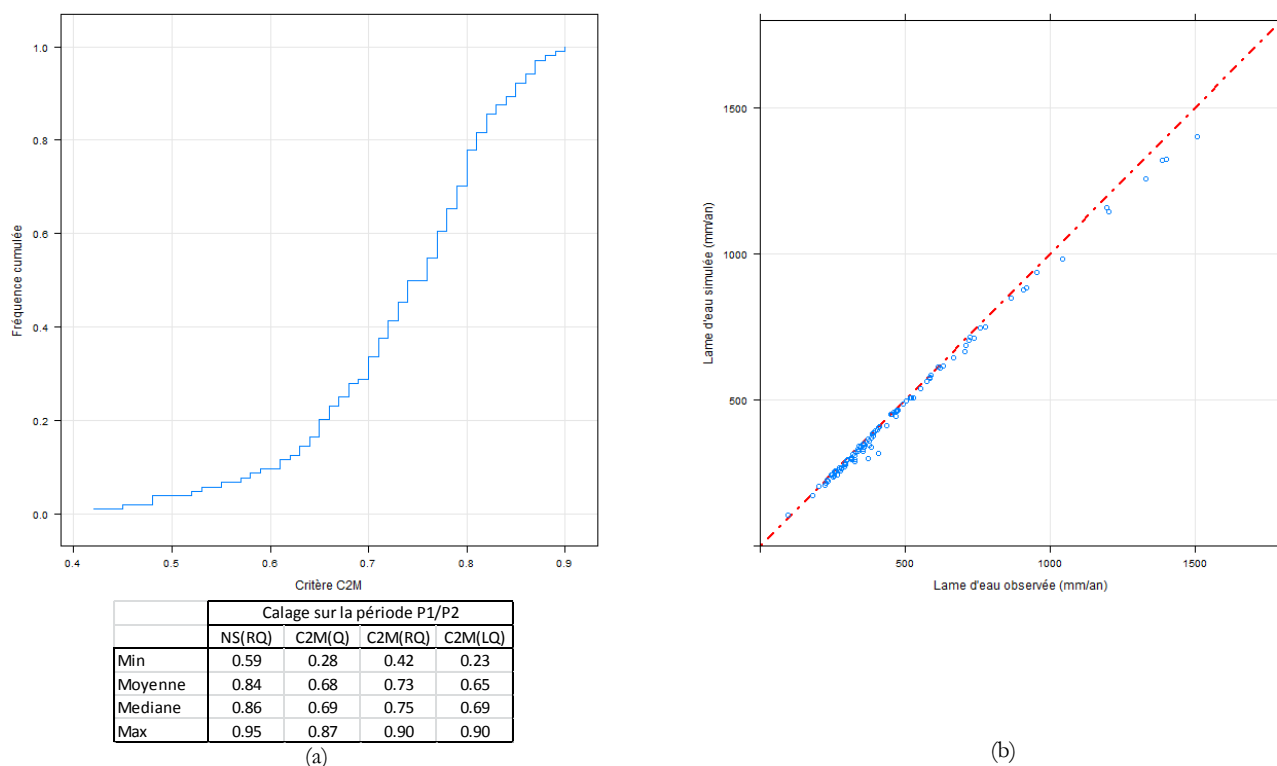 Fréquence cumulée
1.0
0.8
0.6
0.4
0.2
0.0
0.4 0.5 0.6 0.7 0.8 0.9
Critère C2M
Calage sur la période P1/P2
NS(RQ) C2M(Q) C2M(RQ) C2M(LQ)
Min 0.59 0.28 0.42 0.23
Moyenne 0.84 0.68 0.73 0.65
Mediane 0.86 0.69 0.75 0.69
Max 0.95 0.87 0.90 0.90
(a)
Lame d'eau simulée (mm/an)
1500
1000
500
500 1000 1500
Lame d'eau observée (mm/an)
(b)